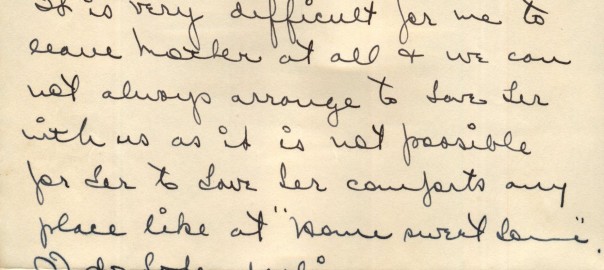 It is very difficult for me to
leave Mother at all & we can
not always arrange to have her
with us as it is not possible
for her to have her comforts any
place like at "home sweet home".
I do